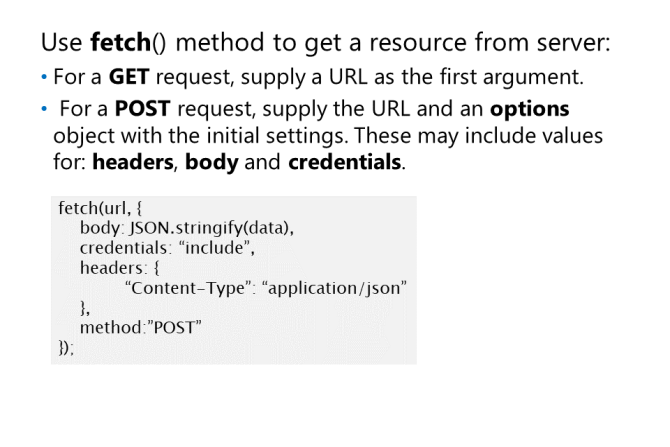 Use fetch() method to get a resource from server:
• For a GET request, supply a URL as the first argument.
• For a POST request, supply the URL and an options
object with the initial settings. These may include values
for: headers, body and credentials.
fetch(url, {
body: JSON.stringify(data),
credentials: “include”,
headers: {
“Content-Type”: “application/json”
},
method:”POST”
});